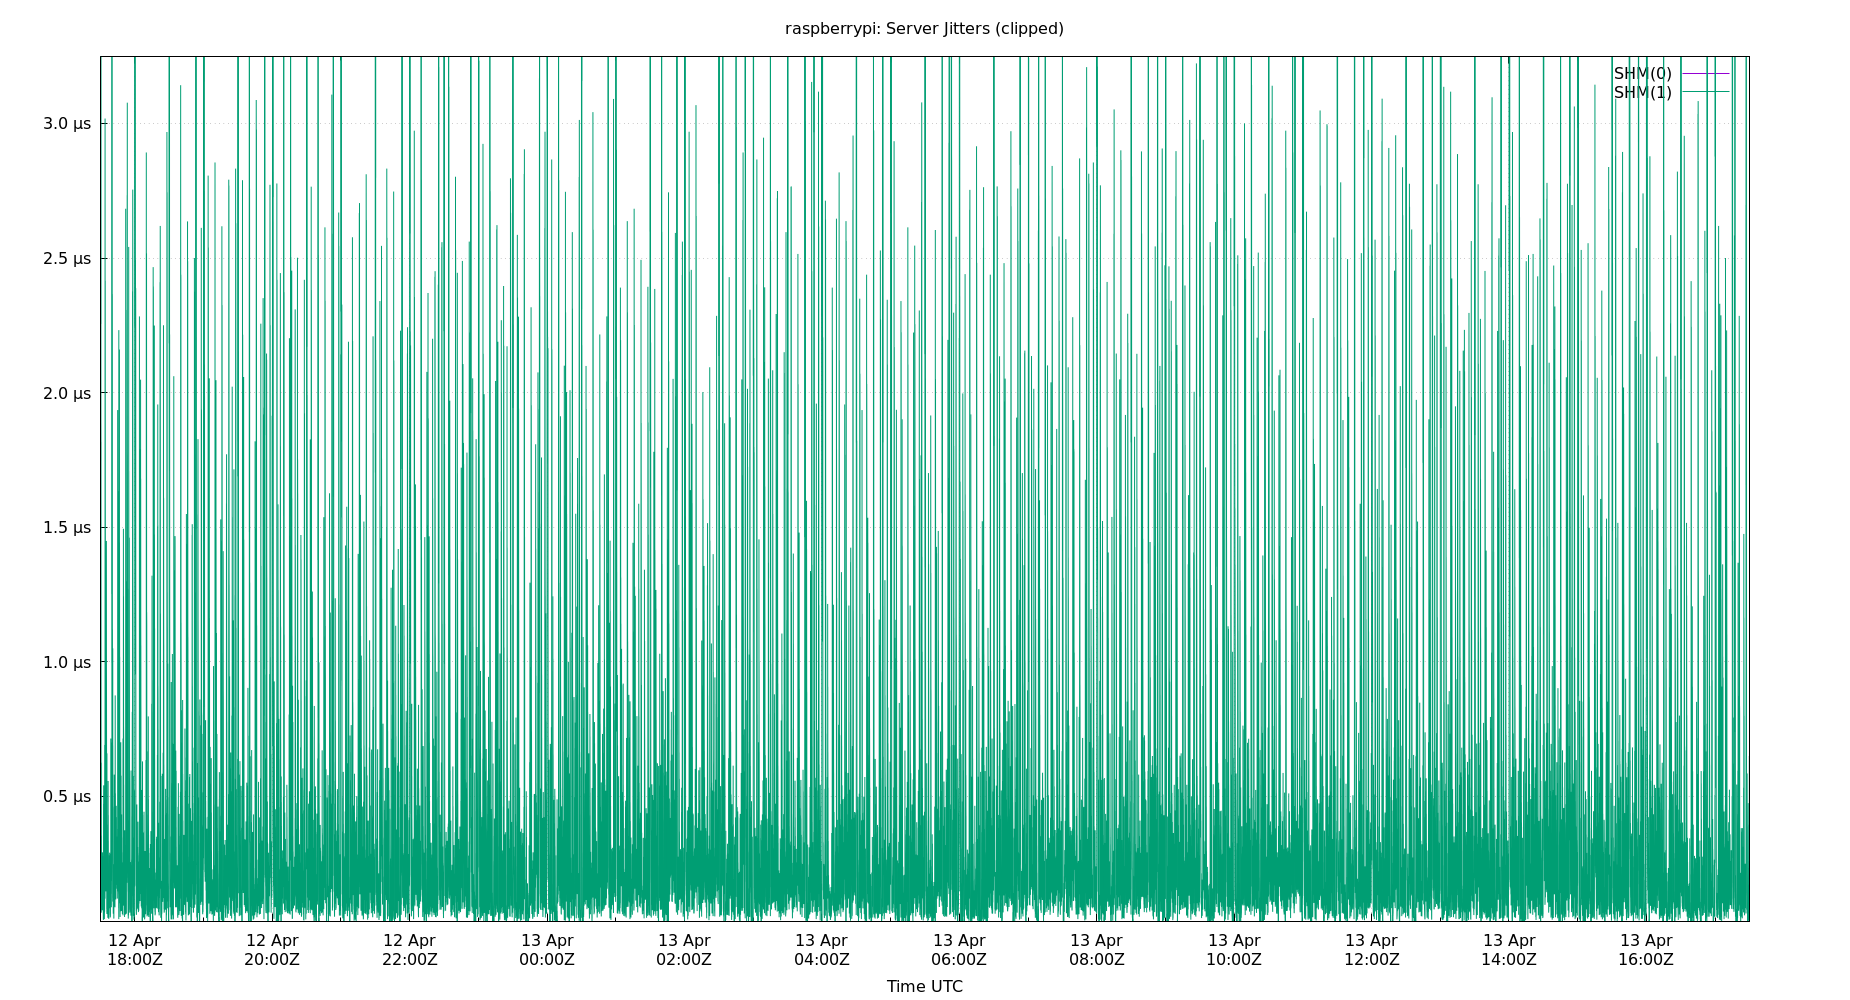 raspberrypi: Server Jitters (clipped)
SHM(0)
SHM(1)
3.0 µs
2.5 µs
2.0 µs
1.5 µs
1.0 µs
0.5 µs
12 Apr 12 Apr 12 Apr 13 Apr 13 Apr 13 Apr 13 Apr 13 Apr 13 Apr 13 Apr 13 Apr 13 Apr
18:00Z 20:00Z 22:00Z 00:00Z 02:00Z 04:00Z 06:00Z 08:00Z 10:00Z 12:00Z 14:00Z 16:00Z
Time UTC